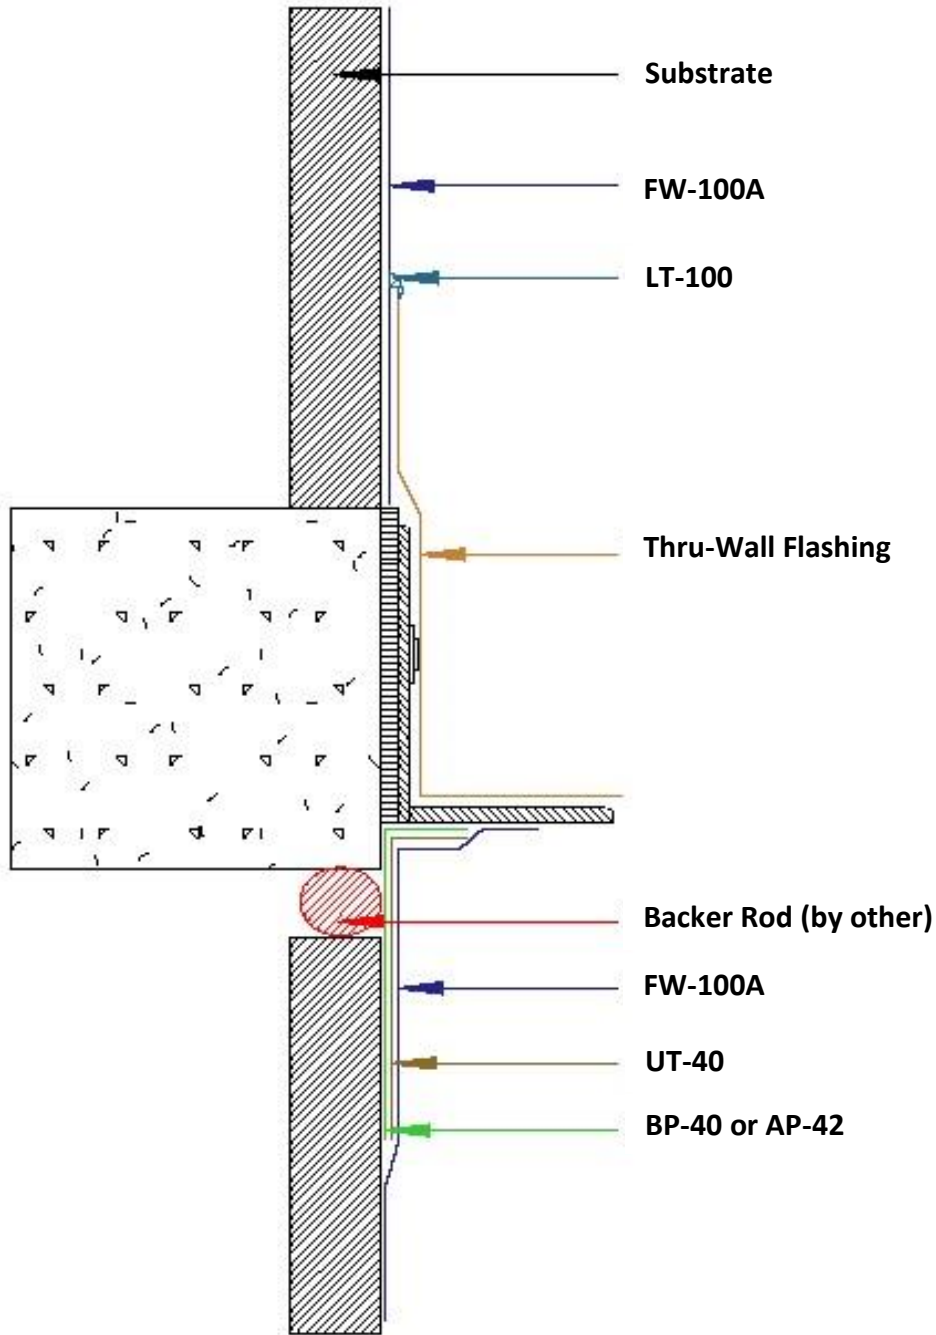 Substrate
FW-100A
LT-100
Thru-Wall Flashing
Backer Rod (by other)
FW-100A
UT-40
BP-40 or AP-42